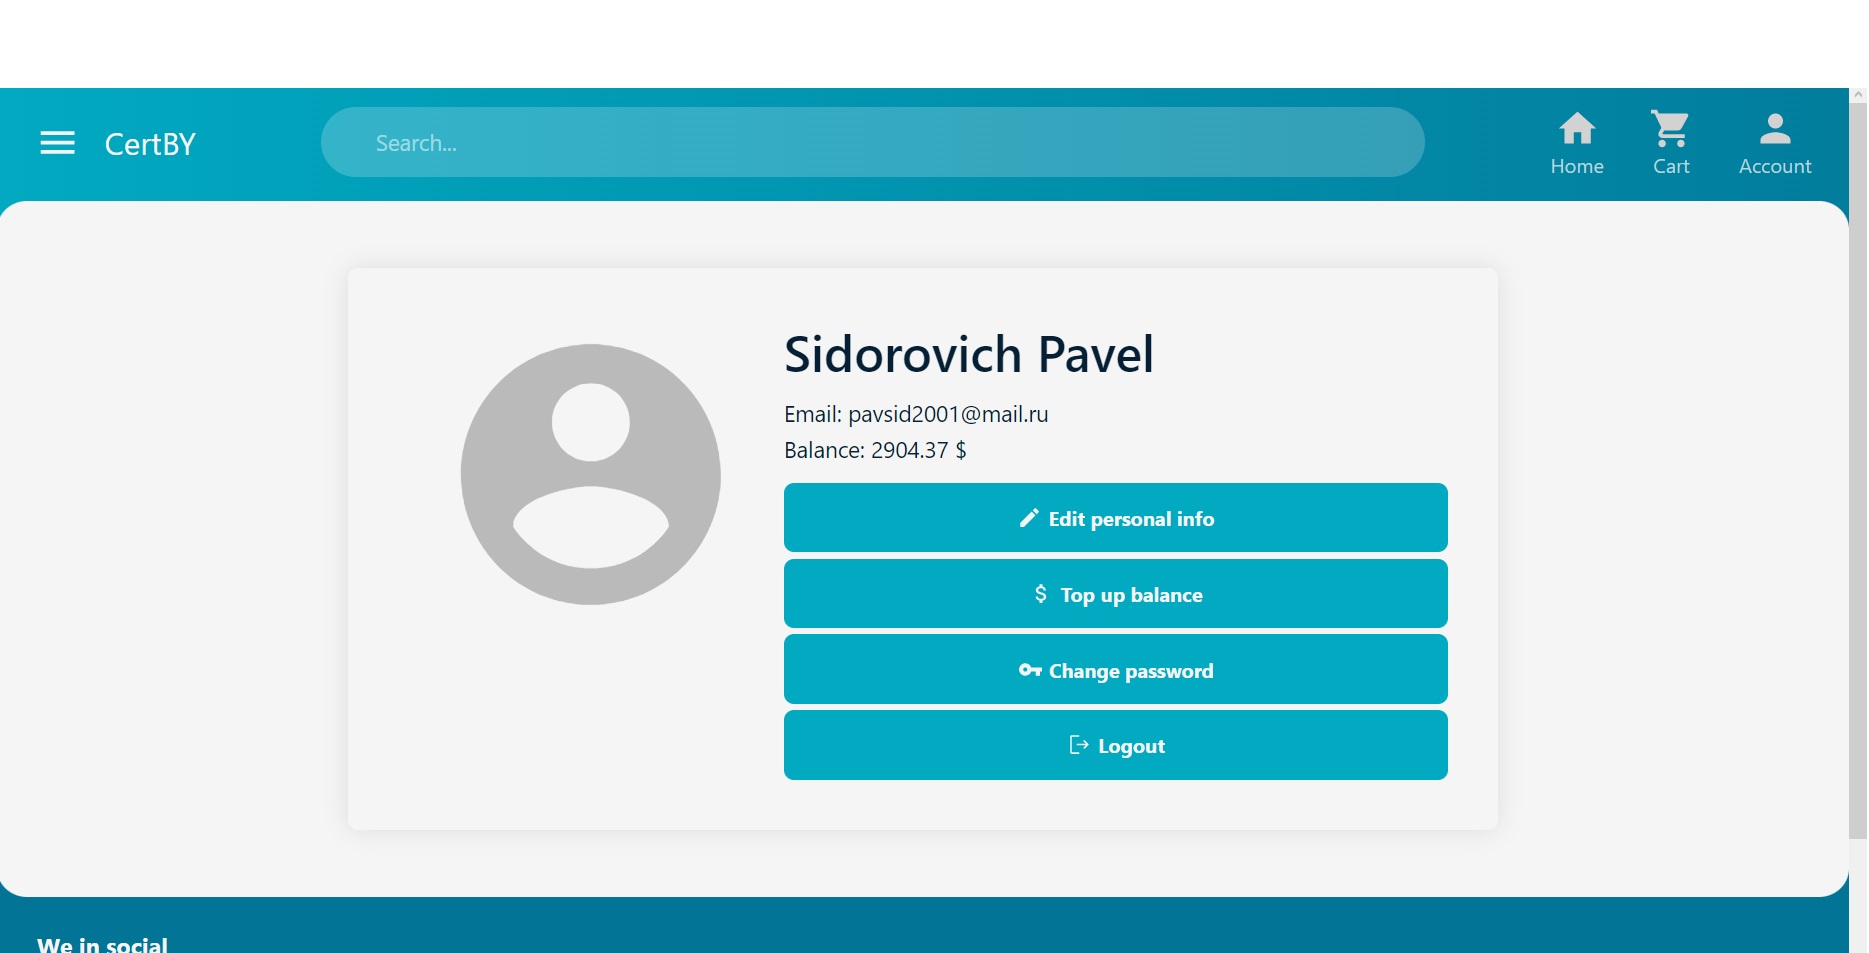 CertBY
Search...
Home
Cart
Account
Sidorovich Pavel
Email: pavsid2001@mail.ru
Balance: 2904.37 $
Edit personal info
$ Top up balance
Change password
Logout
We in social